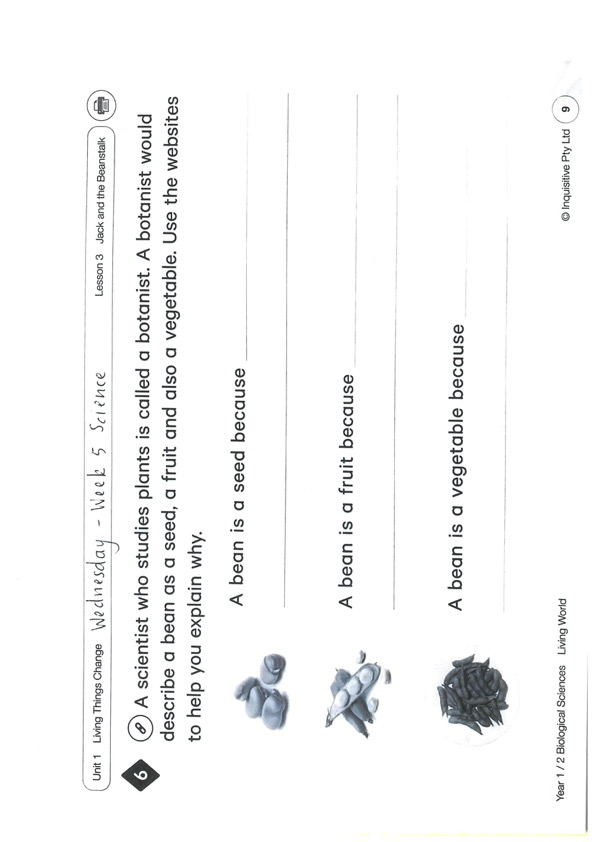 Unit 1 Living Things Change Wednesday - Week 5 Science Lesson 3 Jack and the Beanstalk
6 A scientist who studies plants is called a botanist. A botanist would
describe a bean as a seed, a fruit and also a vegetable. Use the websites
to help you explain why.
A bean is a seed because
A bean is a fruit because
A bean is a vegetable because
Year 1 / 2 Biological Sciences Living World © Inquisitive Pty Ltd 9